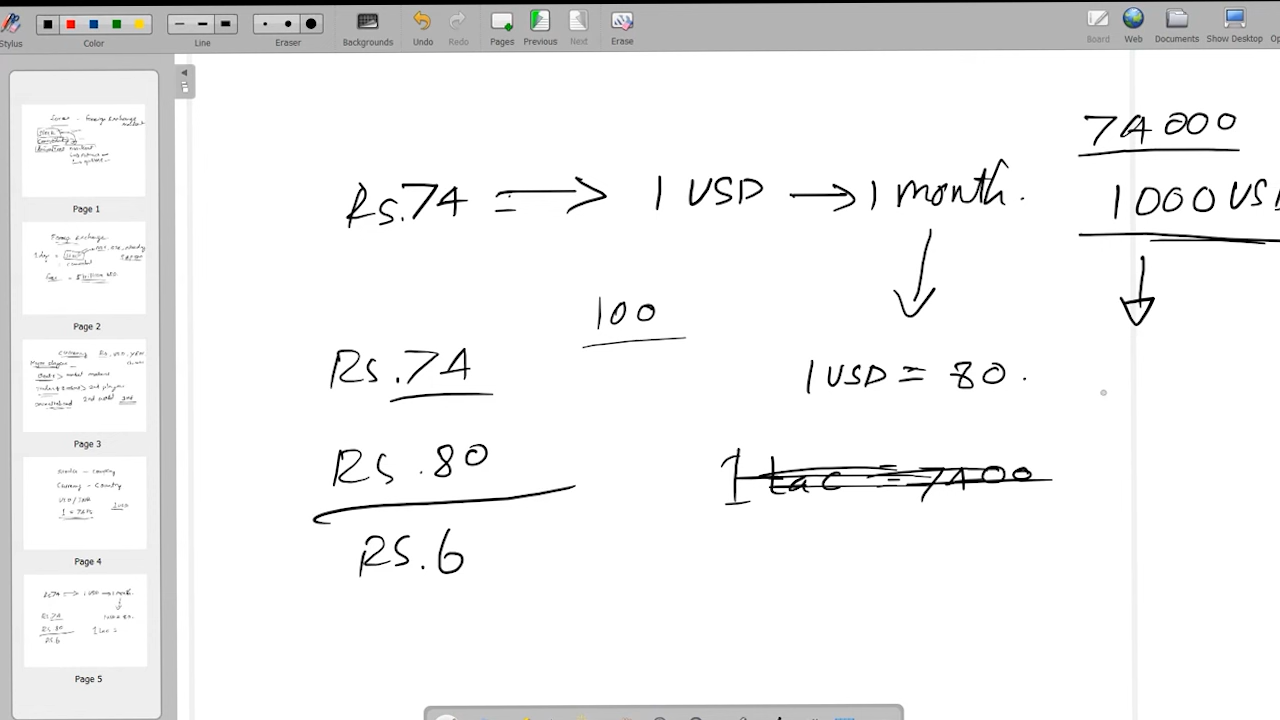 Stylus
Color
Line
Eraser
Backgrounds
Undo
Redo
Pages
Previous
Next
Erase
Board
Web
Documents
Show Desktop
74000
Rs.74 => 1 USD → 1 month.
1000 USD
100
Rs.74
1 USD = 80.
Rs.80
1 Lac = 7400
RS.6
Page 1
Page 2
Page 3
Page 4
Page 5